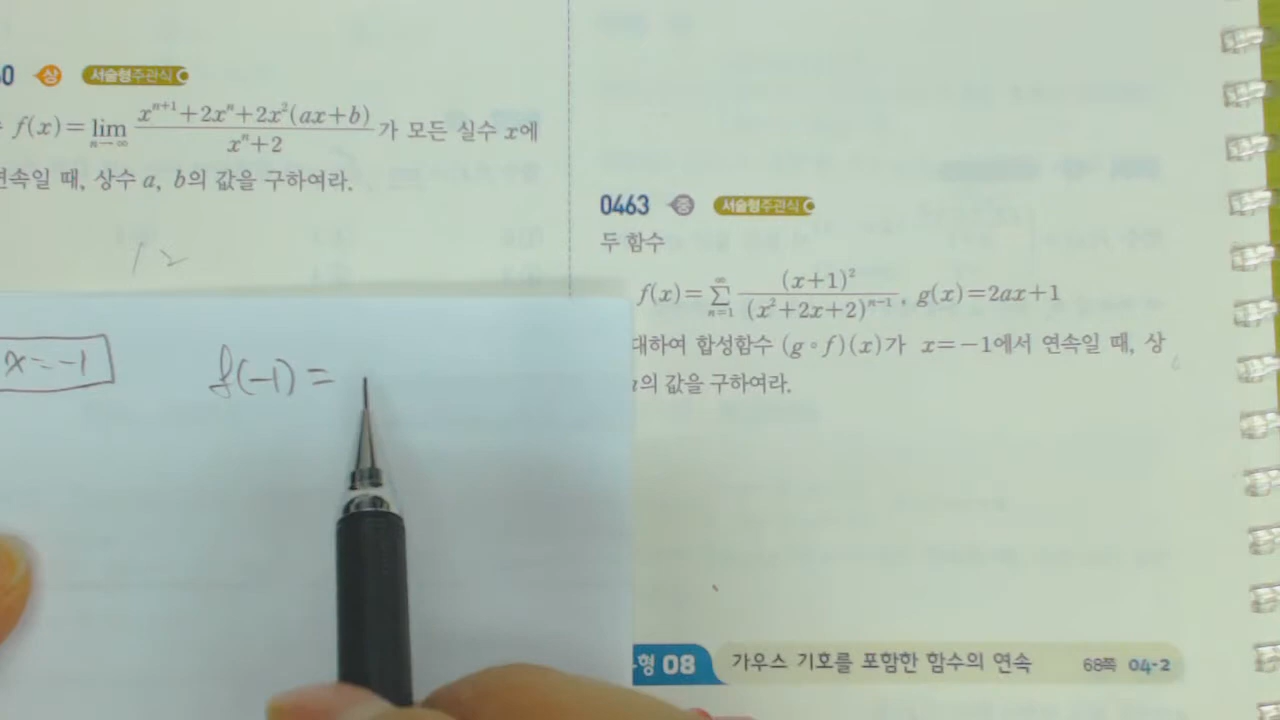 0 상 서술형주관식
f(x)=lim_{n→∞} \frac{x^{n+1}+2x^n+2x^2(ax+b)}{x^n+2}가 모든 실수 x에
연속일 때, 상수 a, b의 값을 구하여라.
x=-1
f(-1) =
0463 중 서술형주관식
두 함수
f(x)=\sum_{n=1}^{∞} \frac{(x+1)^2}{(x^2+2x+2)^{n-1}}, g(x)=2ax+1
대하여 합성함수 (g∘f)(x)가 x=-1에서 연속일 때, 상
의 값을 구하여라.
형 08 가우스 기호를 포함한 함수의 연속 68쪽 04-2